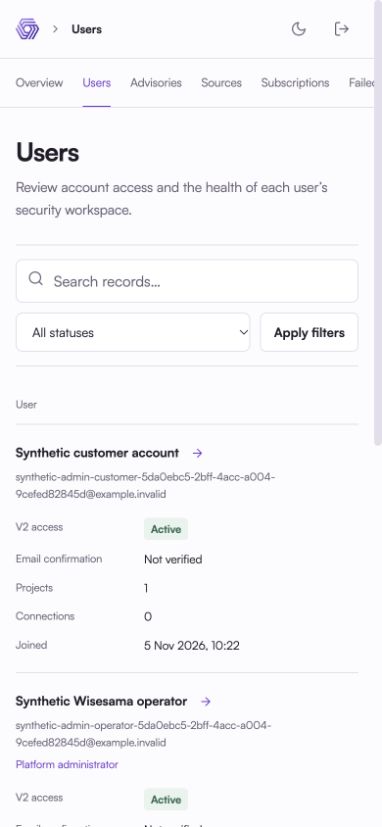 Users
Overview Users Advisories Sources Subscriptions Failed
Users
Review account access and the health of each user's
security workspace.
Search records...
All statuses Apply filters
User
Synthetic customer account →
synthetic-admin-customer-5da0ebc5-2bff-4acc-a004-
9cefed82845d@example.invalid
V2 access Active
Email confirmation Not verified
Projects 1
Connections 0
Joined 5 Nov 2026, 10:22
Synthetic Wisesama operator →
synthetic-admin-operator-5da0ebc5-2bff-4acc-a004-
9cefed82845d@example.invalid
Platform administrator
V2 access Active